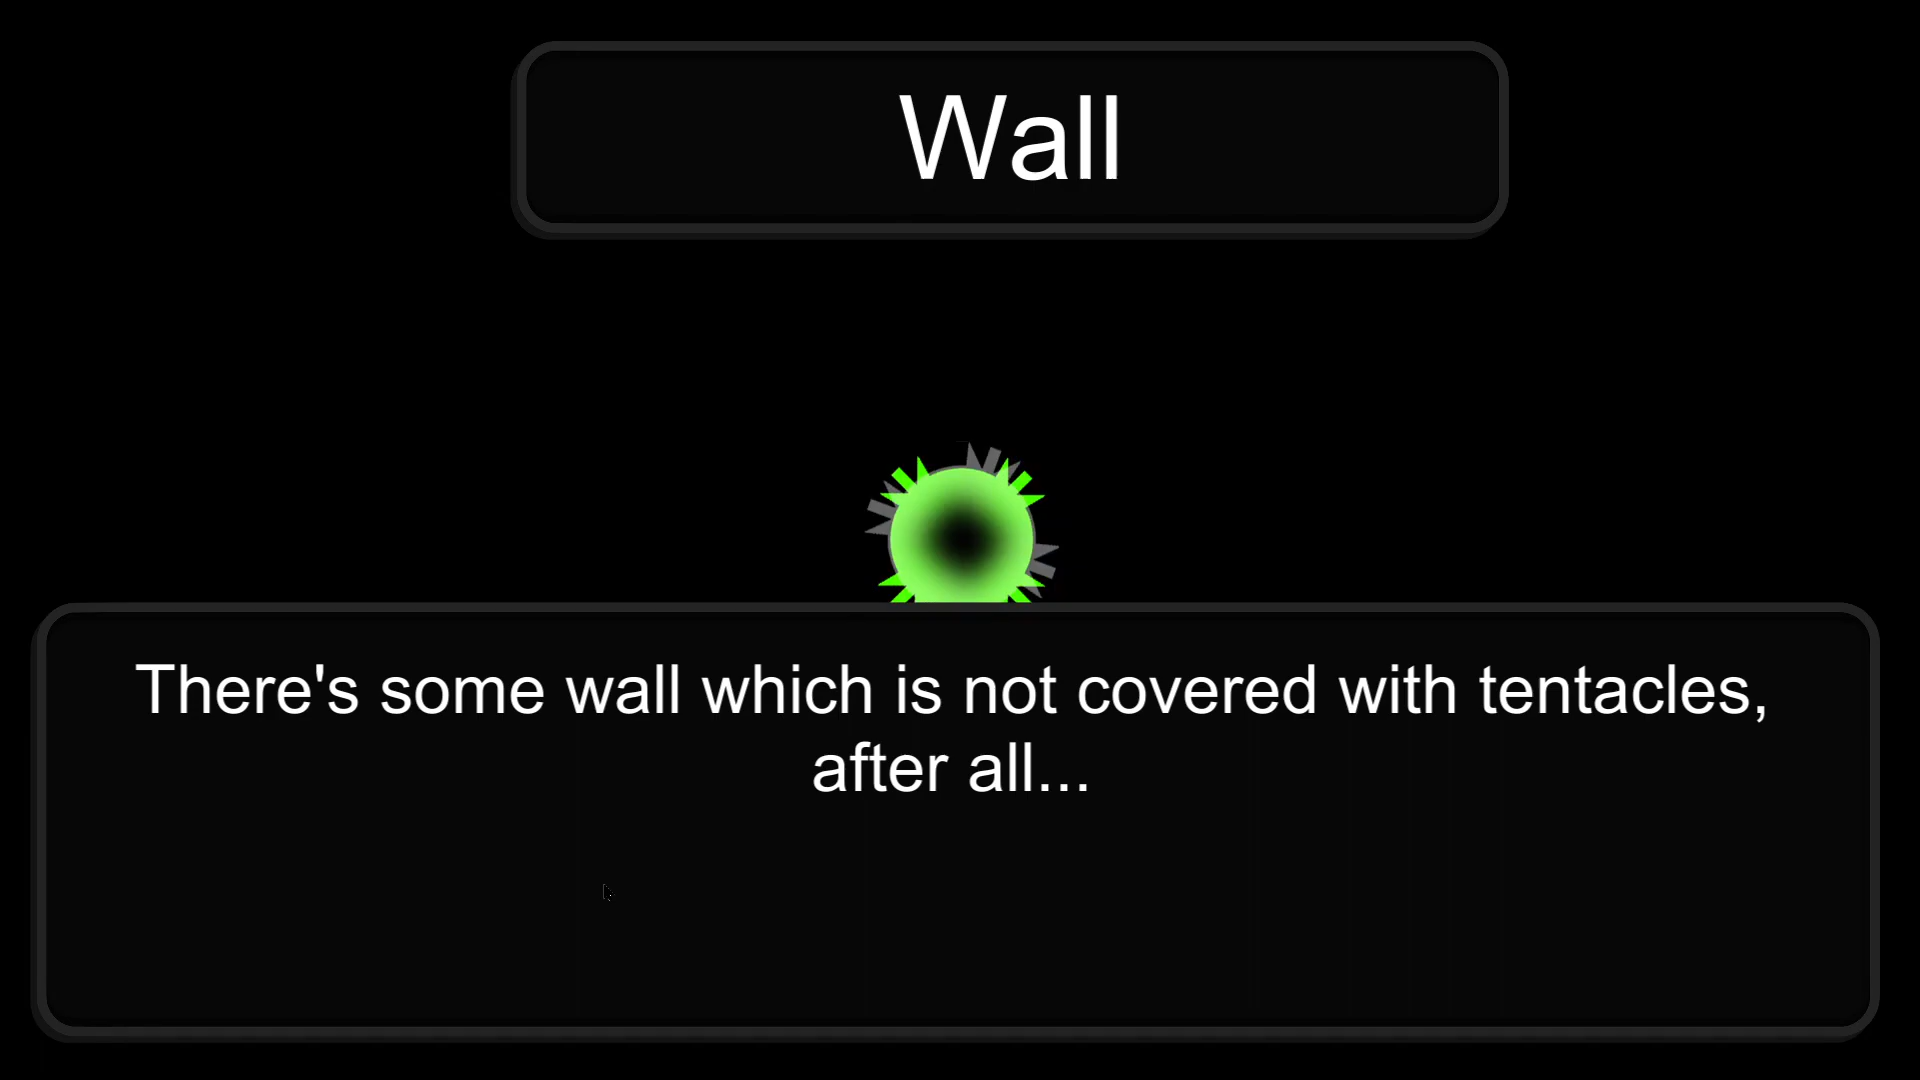 Wall
There's some wall which is not covered with tentacles,
after all...